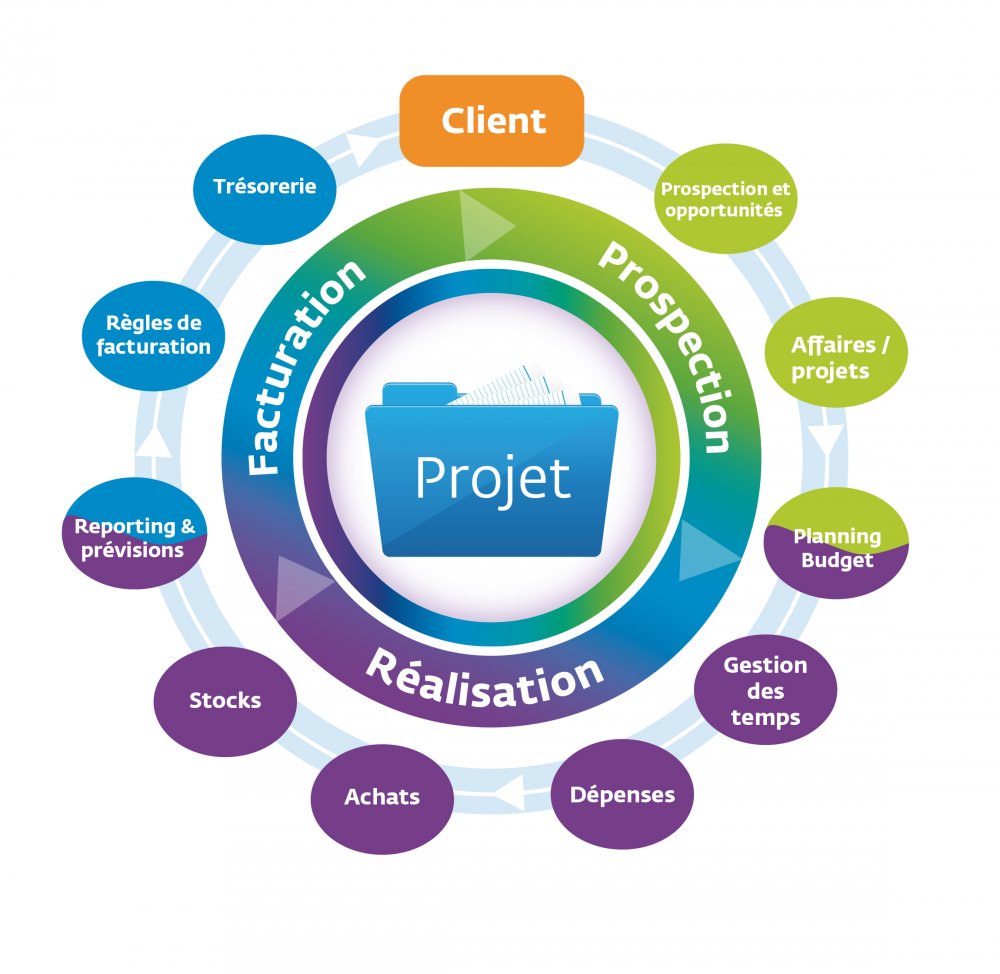 Client
Prospection et
opportunités
Affaires /
projets
Planning
Budget
Gestion
des
temps
Dépenses
Achats
Stocks
Reporting &
prévisions
Règles de
facturation
Trésorerie
Prospection
Réalisation
Facturation
Projet